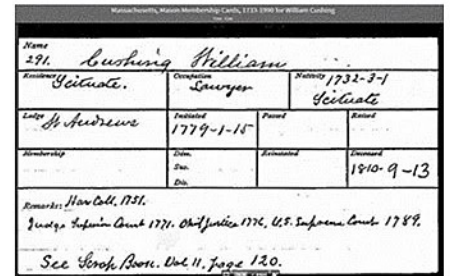 Massachusetts, Mason Membership Cards, 1733-1990 for William Cushing
Name
291. Cushing William
Residence Occupation Nativity 1732-3-1
Scituate. Lawyer Scituate
Lodge Initiated Passed Raised
St Andrews 1779-1-15
Membership Dem. Reinstated Deceased
Sus. 1810-9-13
Dis.
Remarks: Har Coll. 1751.
Judge Superior Court 1771. Chief Justice 1776, U.S. Supreme Court 1789.
See Scrap Book. Vol 11, page 120.